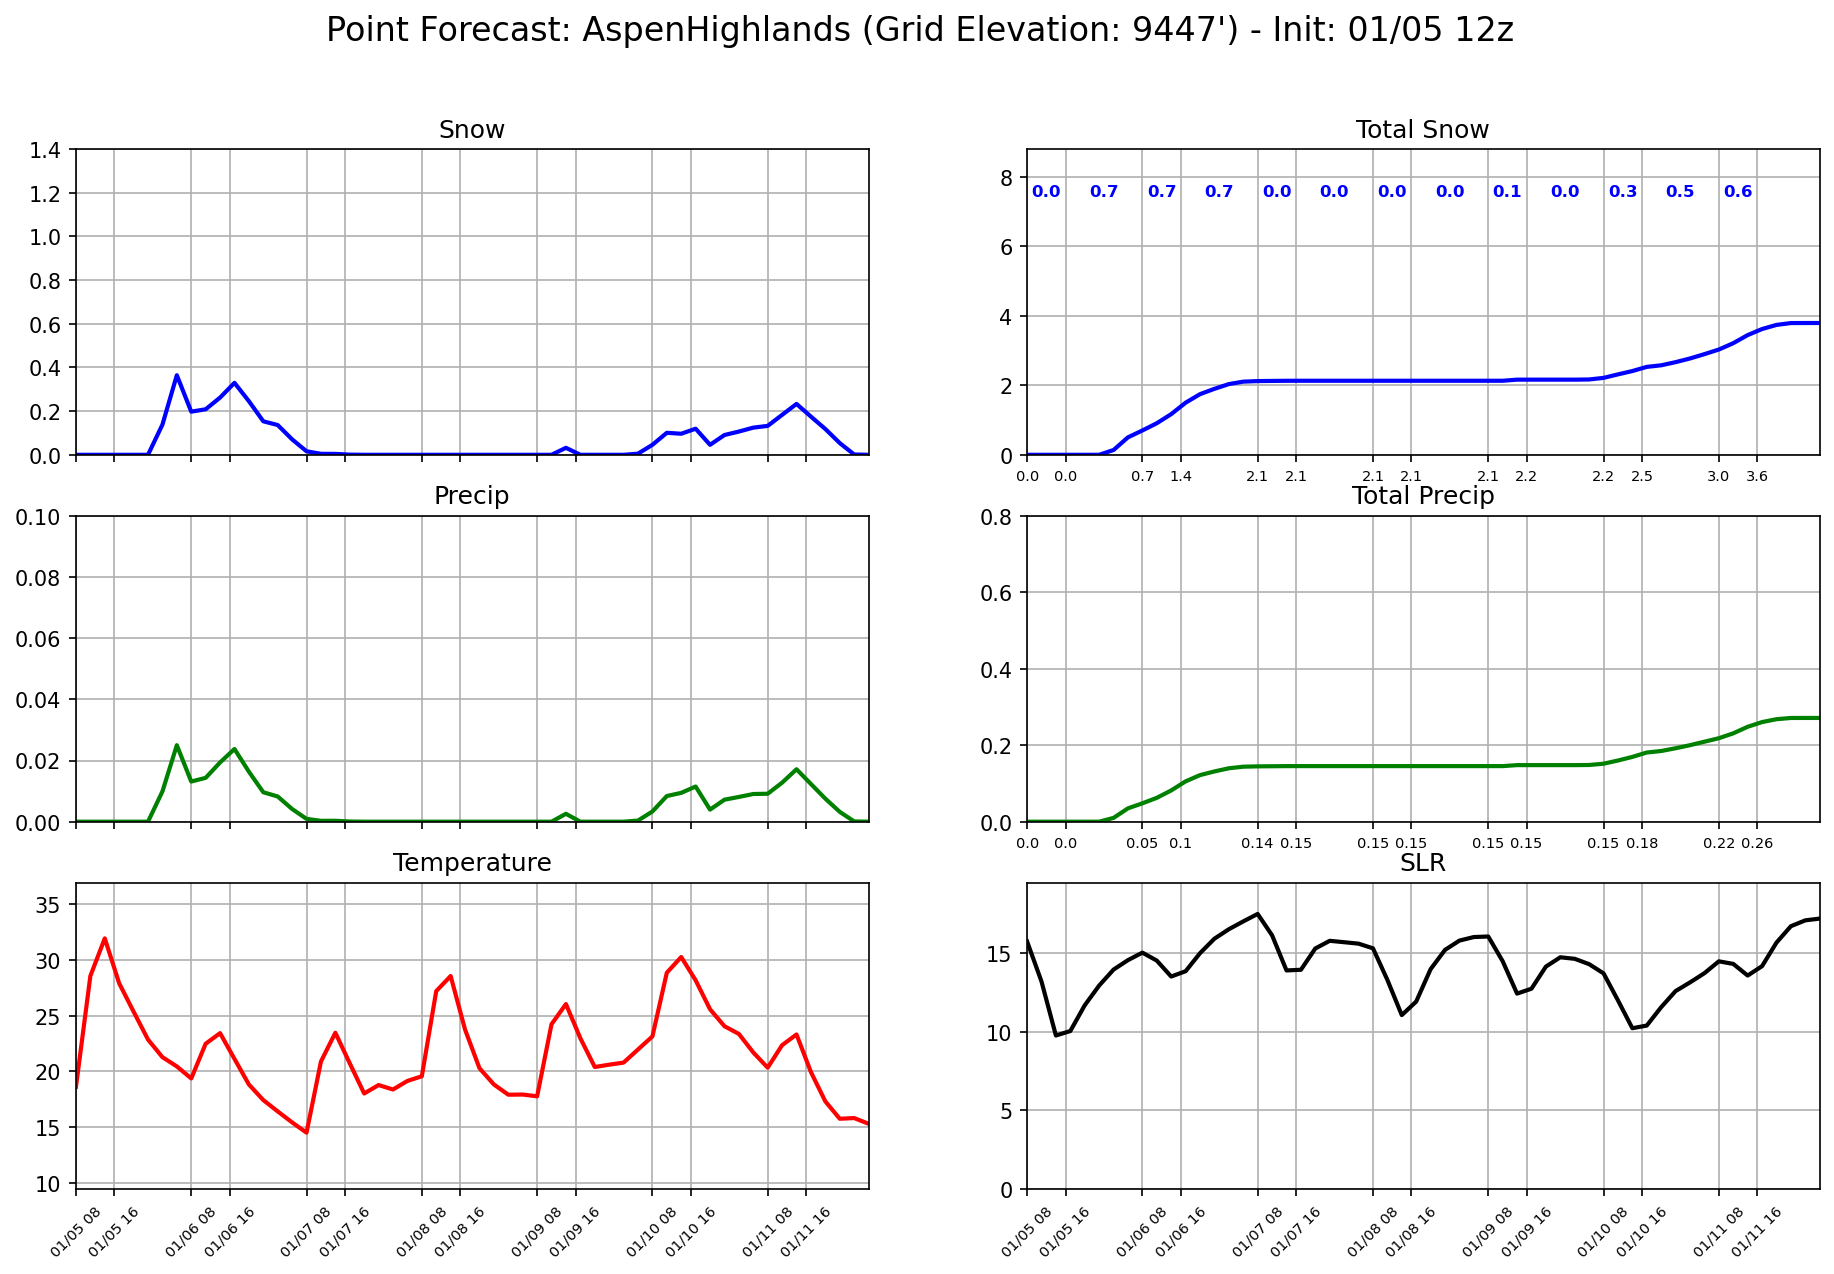 Point Forecast: AspenHighlands (Grid Elevation: 9447') - Init: 01/05 12z
Snow
1.4
1.2
1.0
0.8
0.6
0.4
0.2
0.0
Total Snow
8
6
4
2
0
0.0 0.7 0.7 0.7 0.0 0.0 0.0 0.0 0.1 0.0 0.3 0.5 0.6
0.0 0.0 0.7 1.4 2.1 2.1 2.1 2.1 2.1 2.2 2.2 2.5 3.0 3.6
Precip
0.10
0.08
0.06
0.04
0.02
0.00
Total Precip
0.8
0.6
0.4
0.2
0.0
0.0 0.0 0.05 0.1 0.14 0.15 0.15 0.15 0.15 0.15 0.15 0.18 0.22 0.26
Temperature
35
30
25
20
15
10
01/05 08 01/05 16 01/06 08 01/06 16 01/07 08 01/07 16 01/08 08 01/08 16 01/09 08 01/09 16 01/10 08 01/10 16 01/11 08 01/11 16
SLR
15
10
5
0
01/05 08 01/05 16 01/06 08 01/06 16 01/07 08 01/07 16 01/08 08 01/08 16 01/09 08 01/09 16 01/10 08 01/10 16 01/11 08 01/11 16